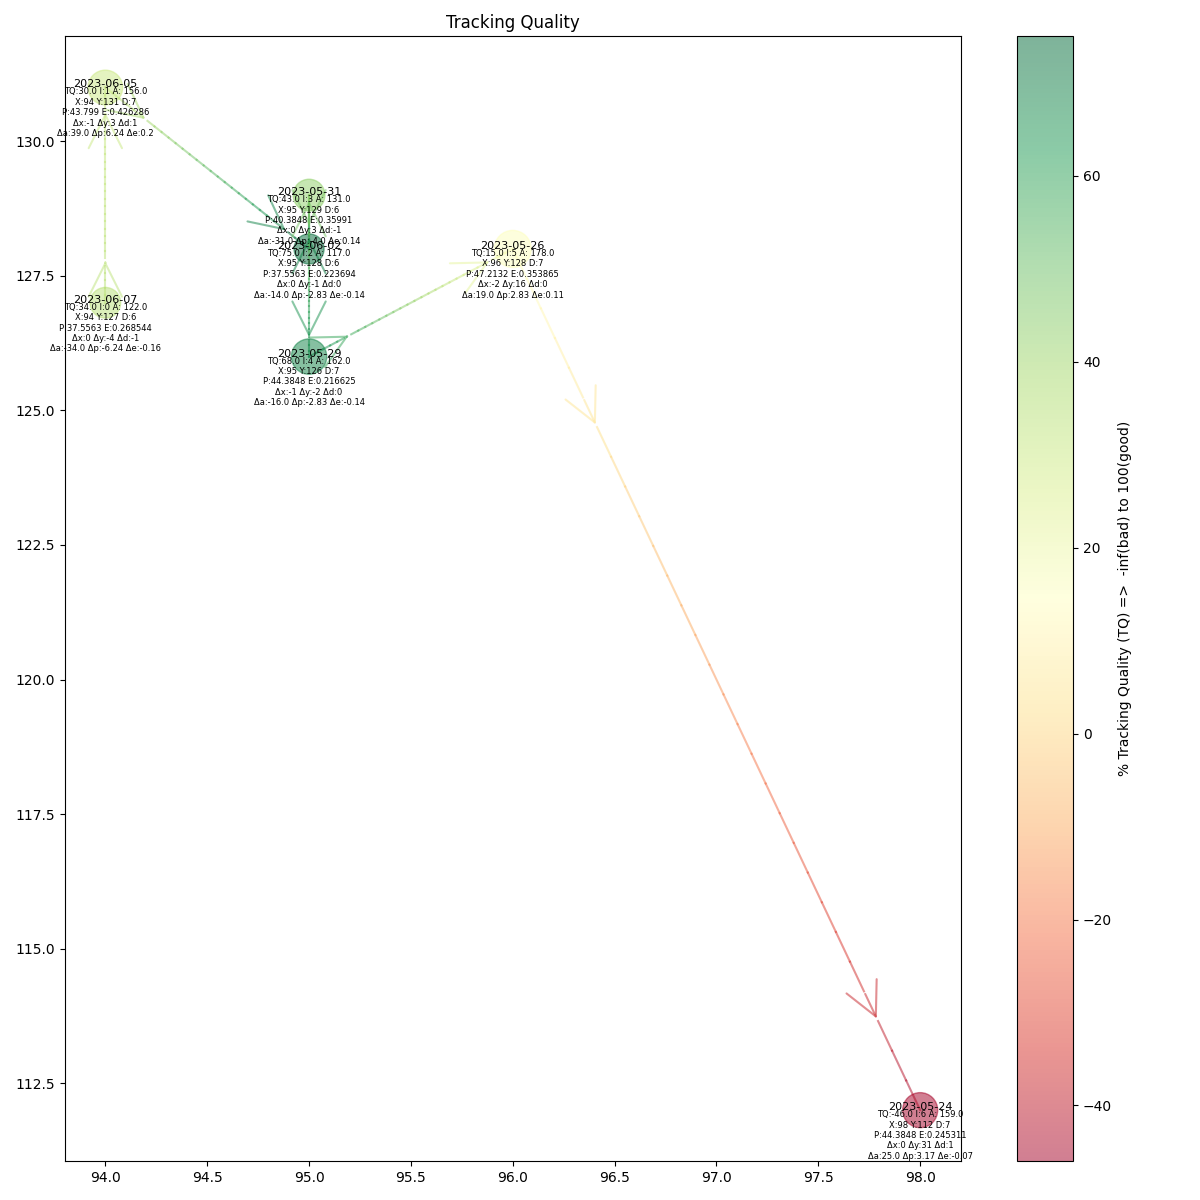 Tracking Quality
2023-06-05
TQ:30.0 I:1 A: 156.0
X:94 Y:131 D:7
P:43.799 E:0.426286
Δx:-1 Δy:3 Δd:1
Δa:39.0 Δp:6.24 Δe:0.2
2023-05-31
TQ:43.0 I:3 A: 131.0
X:95 Y:129 D:6
P:40.3848 E:0.35991
Δx:0 Δy:3 Δd:-1
Δa:-31.0 Δe:0.14
2023-06-02
TQ:75.0 I:2 A: 117.0
X:95 Y:128 D:6
P:37.5563 E:0.223694
Δx:0 Δy:-1 Δd:0
Δa:-14.0 Δp:-2.83 Δe:-0.14
2023-05-26
TQ:15.0 I:5 A: 178.0
X:96 Y:128 D:7
P:47.2132 E:0.353865
Δx:-2 Δy:16 Δd:0
Δa:19.0 Δp:2.83 Δe:0.11
2023-06-07
TQ:34.0 I:0 A: 122.0
X:94 Y:127 D:6
P:37.5563 E:0.268544
Δx:0 Δy:-4 Δd:-1
Δa:-34.0 Δp:-6.24 Δe:-0.16
2023-05-29
TQ:68.0 I:4 A: 162.0
X:95 Y:126 D:7
P:44.3848 E:0.216625
Δx:-1 Δy:-2 Δd:0
Δa:-16.0 Δp:-2.83 Δe:-0.14
2023-05-24
TQ:-46.0 I:6 A: 159.0
X:98 Y:112 D:7
P:44.3848 E:0.245311
Δx:0 Δy:31 Δd:1
Δa:25.0 Δp:3.17 Δe:-0.07
130.0
127.5
125.0
122.5
120.0
117.5
115.0
112.5
94.0
94.5
95.0
95.5
96.0
96.5
97.0
97.5
98.0
60
40
20
0
−20
−40
% Tracking Quality (TQ) => -inf(bad) to 100(good)